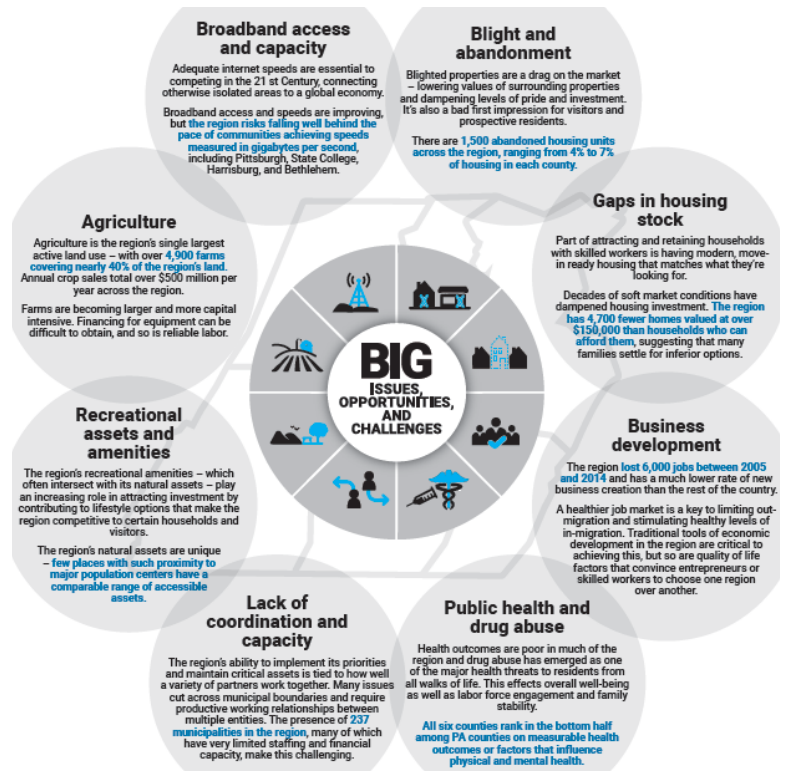 Broadband access
and capacity
Adequate internet speeds are essential to
competing in the 21 st Century, connecting
otherwise isolated areas to a global economy.
Broadband access and speeds are improving,
but the region risks falling well behind the
pace of communities achieving speeds
measured in gigabytes per second,
including Pittsburgh, State College,
Harrisburg, and Bethlehem.
Blight and
abandonment
Blighted properties are a drag on the market
– lowering values of surrounding properties
and dampening levels of pride and investment.
It's also a bad first impression for visitors and
prospective residents.
There are 1,500 abandoned housing units
across the region, ranging from 4% to 7%
of housing in each county.
Gaps in housing
stock
Part of attracting and retaining households
with skilled workers is having modern, move-
in ready housing that matches what they're
looking for.
Decades of soft market conditions have
dampened housing investment. The region
has 4,700 fewer homes valued at over
$150,000 than households who can
afford them, suggesting that many
families settle for inferior options.
Business
development
The region lost 6,000 jobs between 2005
and 2014 and has a much lower rate of new
business creation than the rest of the country.
A healthier job market is a key to limiting out-
migration and stimulating healthy levels of
in-migration. Traditional tools of economic
development in the region are critical to
achieving this, but so are quality of life
factors that convince entrepreneurs or
skilled workers to choose one region
over another.
Public health and
drug abuse
Health outcomes are poor in much of the
region and drug abuse has emerged as one
of the major health threats to residents from
all walks of life. This effects overall well-being
as well as labor force engagement and family
stability.
All six counties rank in the bottom half
among PA counties on measurable health
outcomes or factors that influence
physical and mental health.
Lack of
coordination and
capacity
The region's ability to implement its priorities
and maintain critical assets is tied to how well
a variety of partners work together. Many issues
cut across municipal boundaries and require
productive working relationships between
multiple entities. The presence of 237
municipalities in the region, many of which
have very limited staffing and financial
capacity, make this challenging.
Recreational
assets and
amenities
The region's recreational amenities – which
often intersect with its natural assets – play
an increasing role in attracting investment by
contributing to lifestyle options that make the
region competitive to certain households and
visitors.
The region's natural assets are unique
– few places with such proximity to
major population centers have a
comparable range of accessible
assets.
Agriculture
Agriculture is the region's single largest
active land use – with over 4,900 farms
covering nearly 40% of the region's land.
Annual crop sales total over $500 million per
year across the region.
Farms are becoming larger and more capital
intensive. Financing for equipment can be
difficult to obtain, and so is reliable labor.
BIG
ISSUES,
OPPORTUNITIES,
AND
CHALLENGES